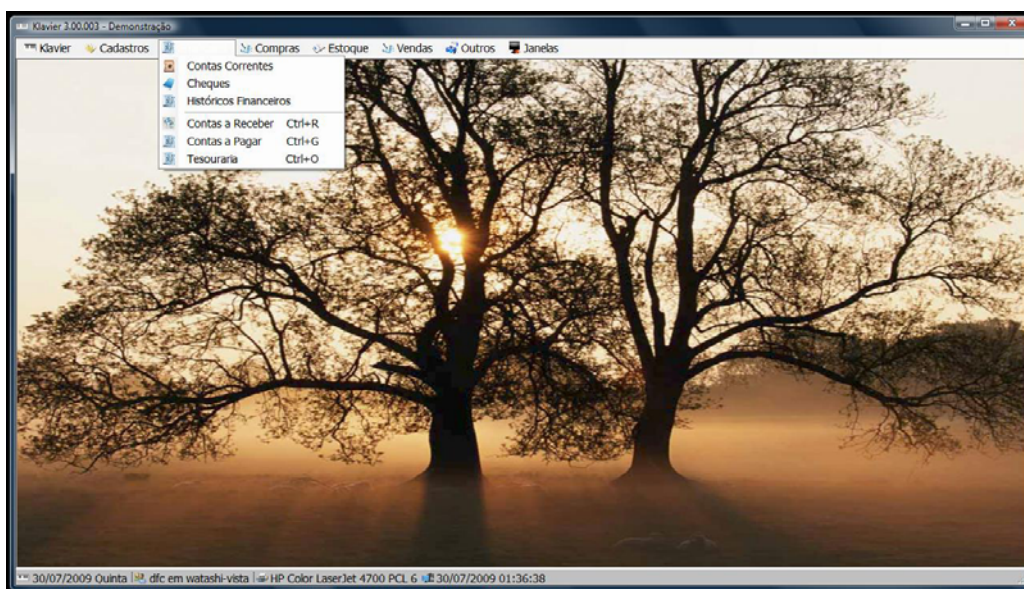 Klavier 3.00.003 - Demonstração
Klavier Cadastros Compras Estoque Vendas Outros Janelas
Contas Correntes
Cheques
Históricos Financeiros
Contas a Receber Ctrl+R
Contas a Pagar Ctrl+G
Tesouraria Ctrl+O
30/07/2009 Quinta dfc em watashi-vista HP Color LaserJet 4700 PCL 6 30/07/2009 01:36:38